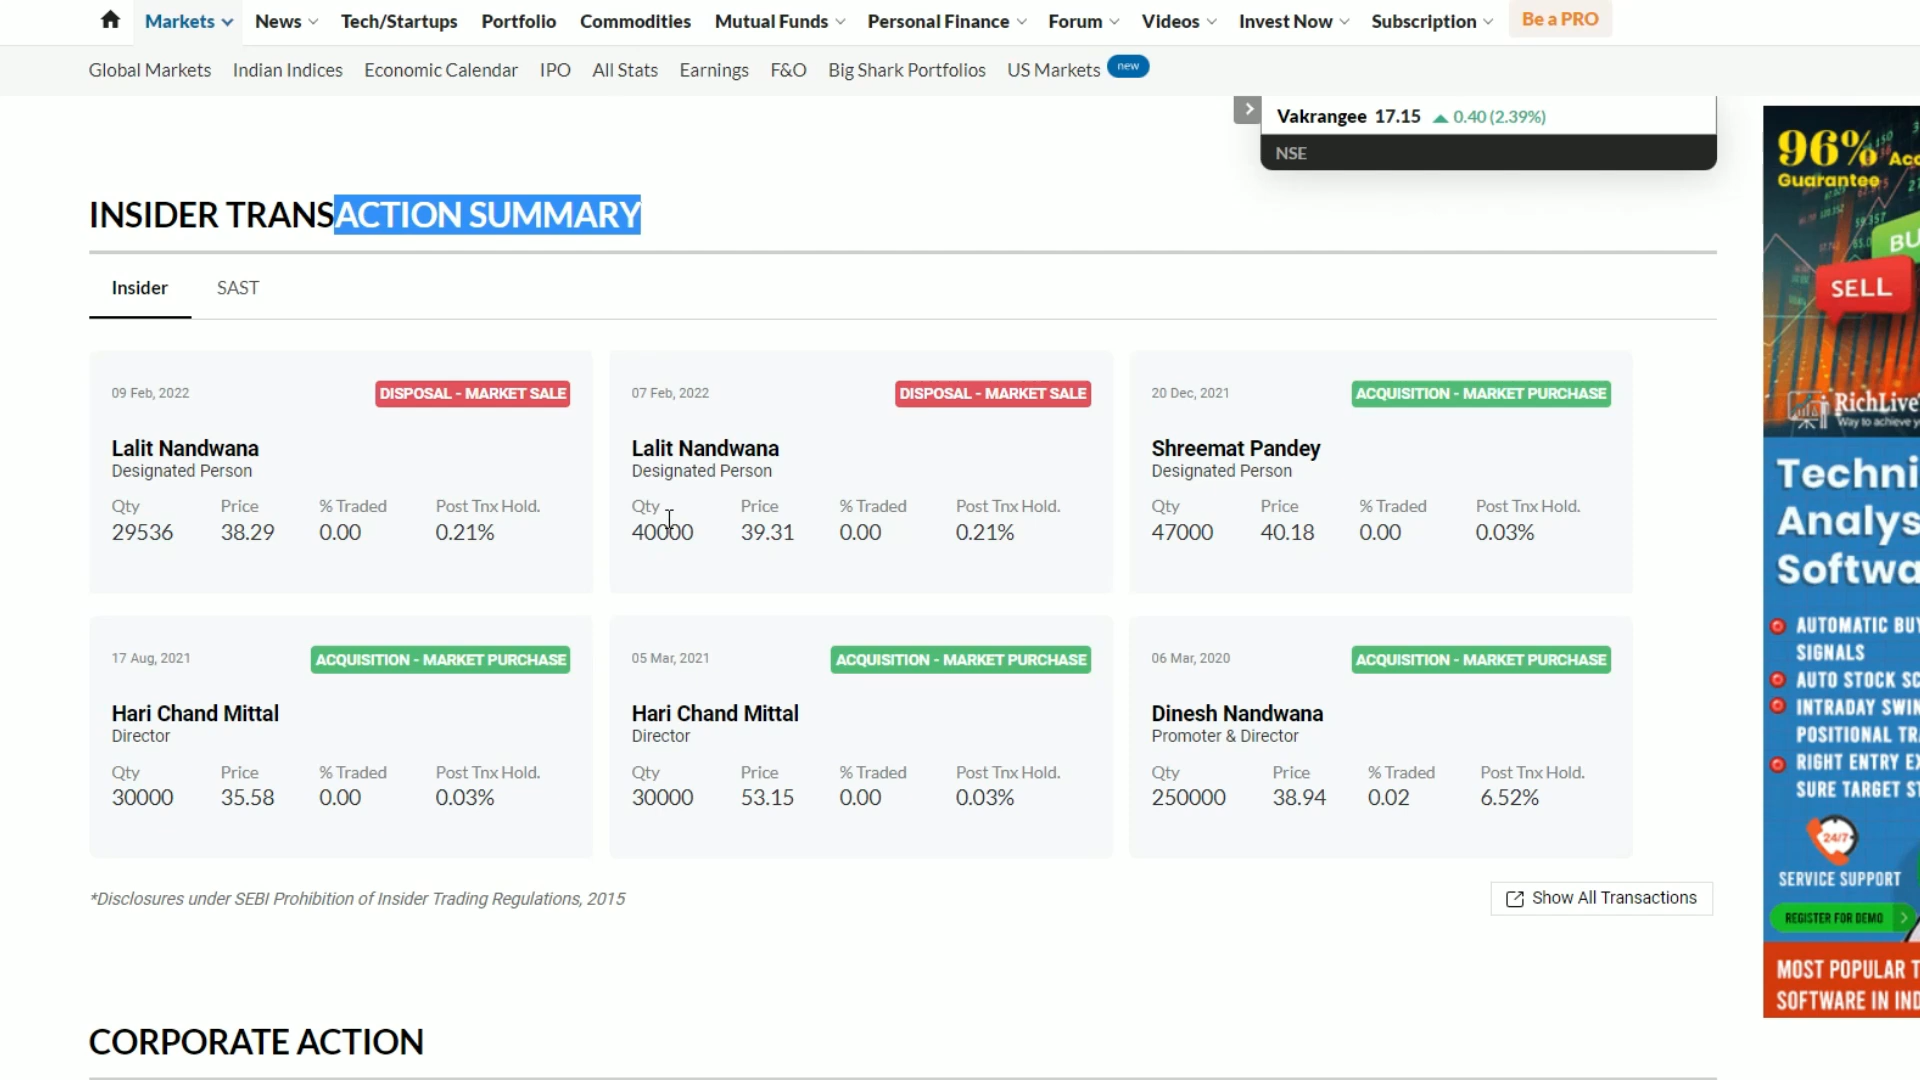 Markets News Tech/Startups Portfolio Commodities Mutual Funds Personal Finance Forum Videos Invest Now Subscription Be a PRO
Global Markets Indian Indices Economic Calendar IPO All Stats Earnings F&O Big Shark Portfolios US Markets new
Vakrangee 17.15 0.40 (2.39%)
NSE
INSIDER TRANSACTION SUMMARY
Insider SAST
09 Feb, 2022 DISPOSAL - MARKET SALE
Lalit Nandwana
Designated Person
Qty Price % Traded Post Tnx Hold.
29536 38.29 0.00 0.21%
07 Feb, 2022 DISPOSAL - MARKET SALE
Lalit Nandwana
Designated Person
Qty Price % Traded Post Tnx Hold.
40000 39.31 0.00 0.21%
20 Dec, 2021 ACQUISITION - MARKET PURCHASE
Shreemat Pandey
Designated Person
Qty Price % Traded Post Tnx Hold.
47000 40.18 0.00 0.03%
17 Aug, 2021 ACQUISITION - MARKET PURCHASE
Hari Chand Mittal
Director
Qty Price % Traded Post Tnx Hold.
30000 35.58 0.00 0.03%
05 Mar, 2021 ACQUISITION - MARKET PURCHASE
Hari Chand Mittal
Director
Qty Price % Traded Post Tnx Hold.
30000 53.15 0.00 0.03%
06 Mar, 2020 ACQUISITION - MARKET PURCHASE
Dinesh Nandwana
Promoter & Director
Qty Price % Traded Post Tnx Hold.
250000 38.94 0.02 6.52%
*Disclosures under SEBI Prohibition of Insider Trading Regulations, 2015
Show All Transactions
CORPORATE ACTION
96% Acc
Guarantee
BU
SELL
RichLive
Way to achieve y
Techni
Analys
Softwa
AUTOMATIC BUY
SIGNALS
AUTO STOCK SC
INTRADAY SWIN
POSITIONAL TR
RIGHT ENTRY EX
SURE TARGET ST
24/7
SERVICE SUPPORT
REGISTER FOR DEMO
MOST POPULAR T
SOFTWARE IN IND